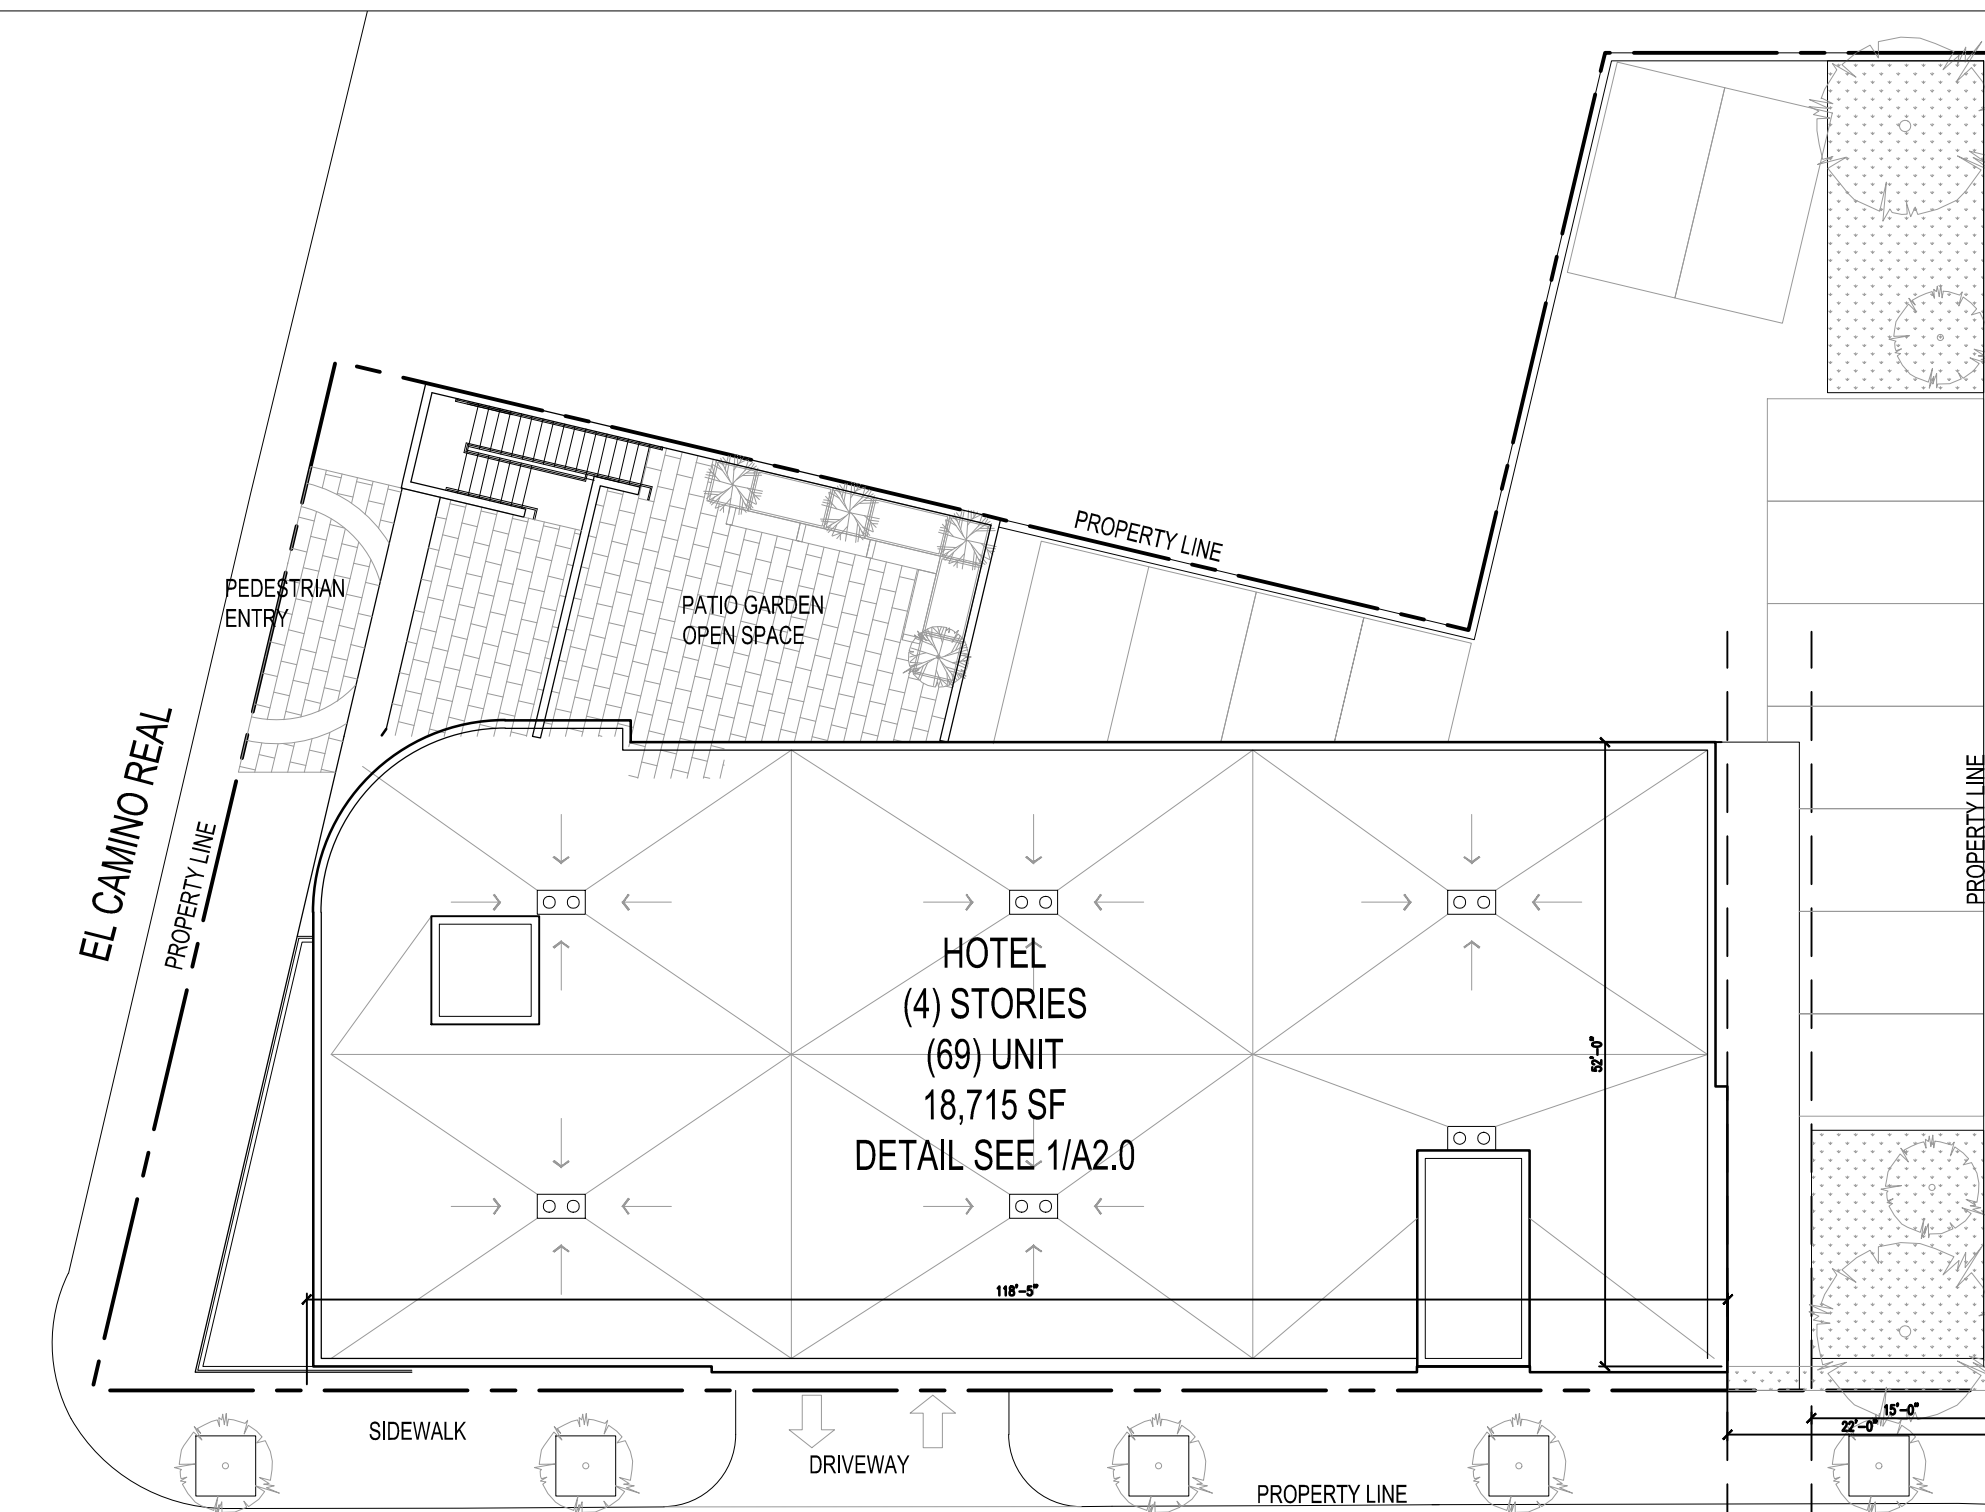 PROPERTY LINE
PEDESTRIAN
ENTRY
PATIO GARDEN
OPEN SPACE
EL CAMINO REAL
PROPERTY LINE
PROPERTY LINE
HOTEL
(4) STORIES
(69) UNIT
18,715 SF
DETAIL SEE 1/A2.0
52'-0"
118'-5"
SIDEWALK
DRIVEWAY
15'-0"
22'-0"
PROPERTY LINE